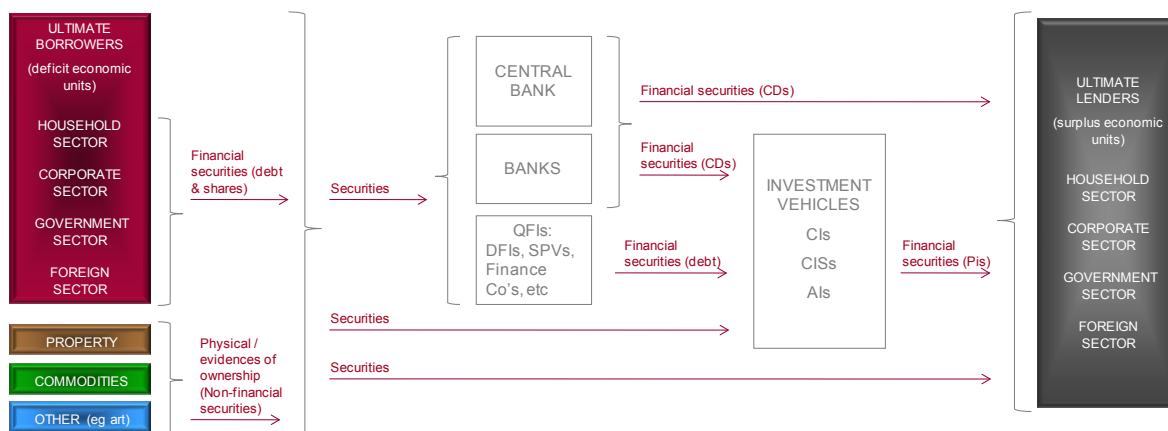 ULTIMATE
BORROWERS
(deficit economic
units)
HOUSEHOLD
SECTOR
CORPORATE
SECTOR
GOVERNMENT
SECTOR
FOREIGN
SECTOR
PROPERTY
COMMODITIES
OTHER (eg art)
Financial
securities (debt
& shares)
Physical /
evidences of
ownership
(Non-financial
securities)
Securities
Securities
Securities
CENTRAL
BANK
BANKS
QFIs:
DFIs, SPVs,
Finance
Co's, etc
Financial securities (CDs)
Financial
securities (CDs)
Financial
securities (debt)
INVESTMENT
VEHICLES
CIs
CISs
AIs
Financial
securities (Pis)
ULTIMATE
LENDERS
(surplus economic
units)
HOUSEHOLD
SECTOR
CORPORATE
SECTOR
GOVERNMENT
SECTOR
FOREIGN
SECTOR